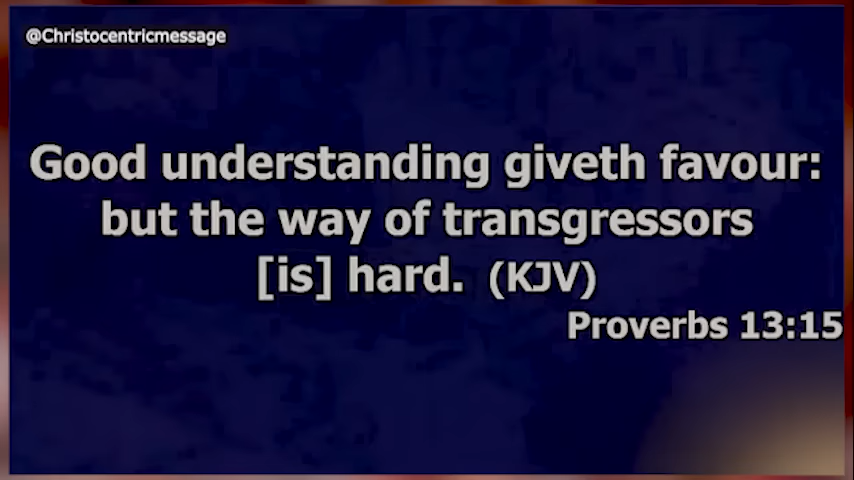 @Christocentricmessage
Good understanding giveth favour:
but the way of transgressors
[is] hard. (KJV)
Proverbs 13:15